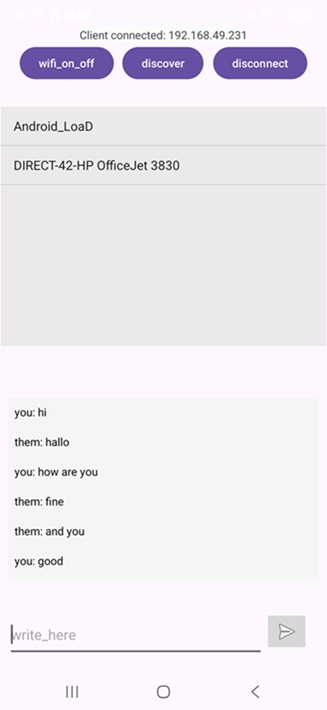 Client connected: 192.168.49.231
wifi_on_off discover disconnect
Android_LoaD
DIRECT-42-HP OfficeJet 3830
you: hi
them: hallo
you: how are you
them: fine
them: and you
you: good
write_here